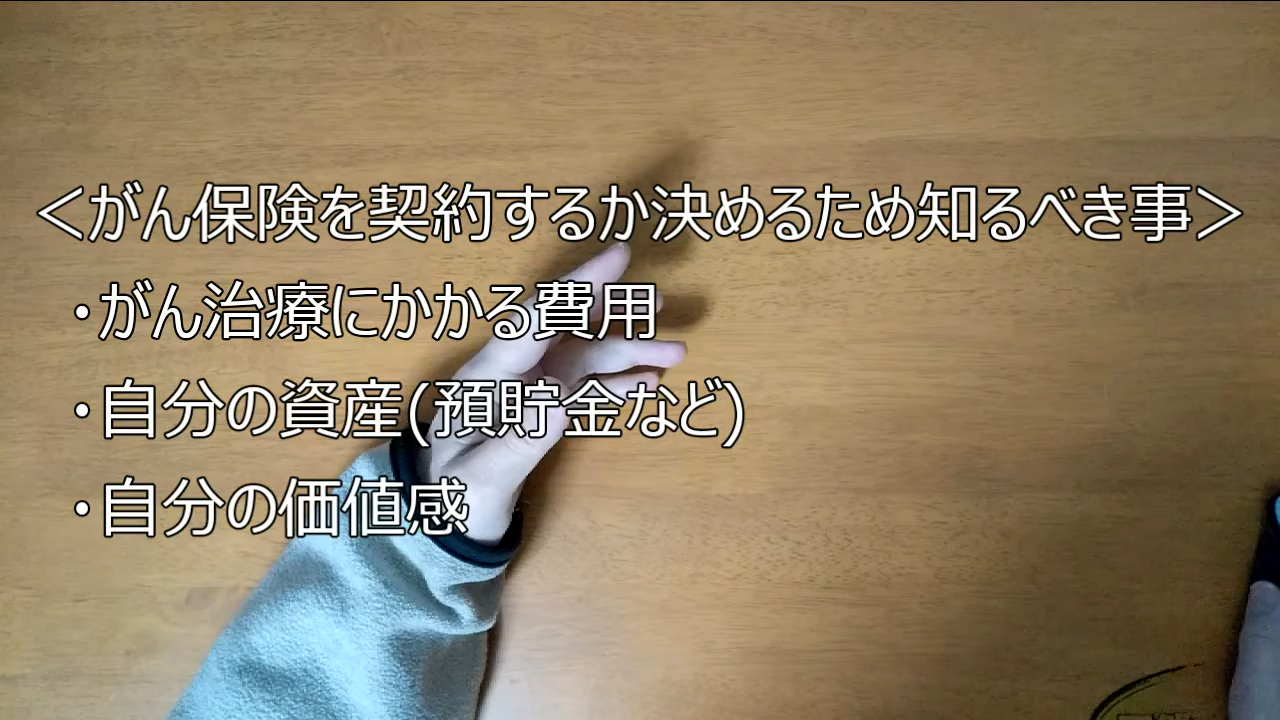 ＜がん保険を契約するか決めるため知るべき事＞
・がん治療にかかる費用
・自分の資産(預貯金など)
・自分の価値感